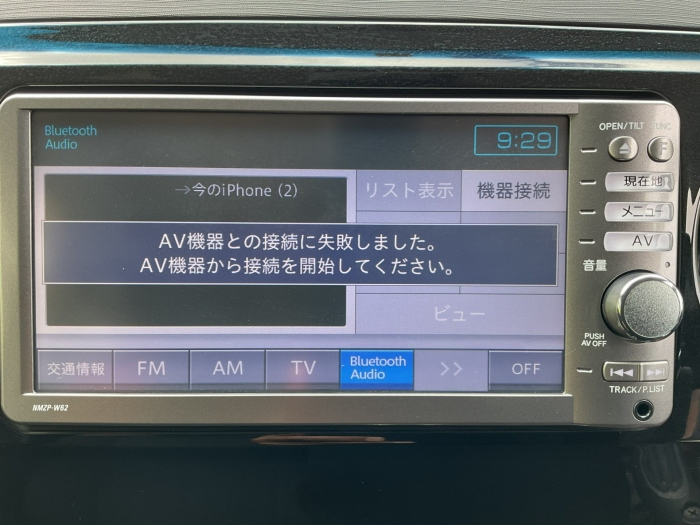 Bluetooth
Audio
9:29
OPEN/TILT FUNC
F
→今のiPhone (2)
リスト表示
機器接続
現在地
メニュー
AV
AV機器との接続に失敗しました。
AV機器から接続を開始してください。
音量
ビュー
PUSH
AV OFF
交通情報
FM
AM
TV
Bluetooth
Audio
>>
OFF
TRACK/P.LIST
NMZP-W62